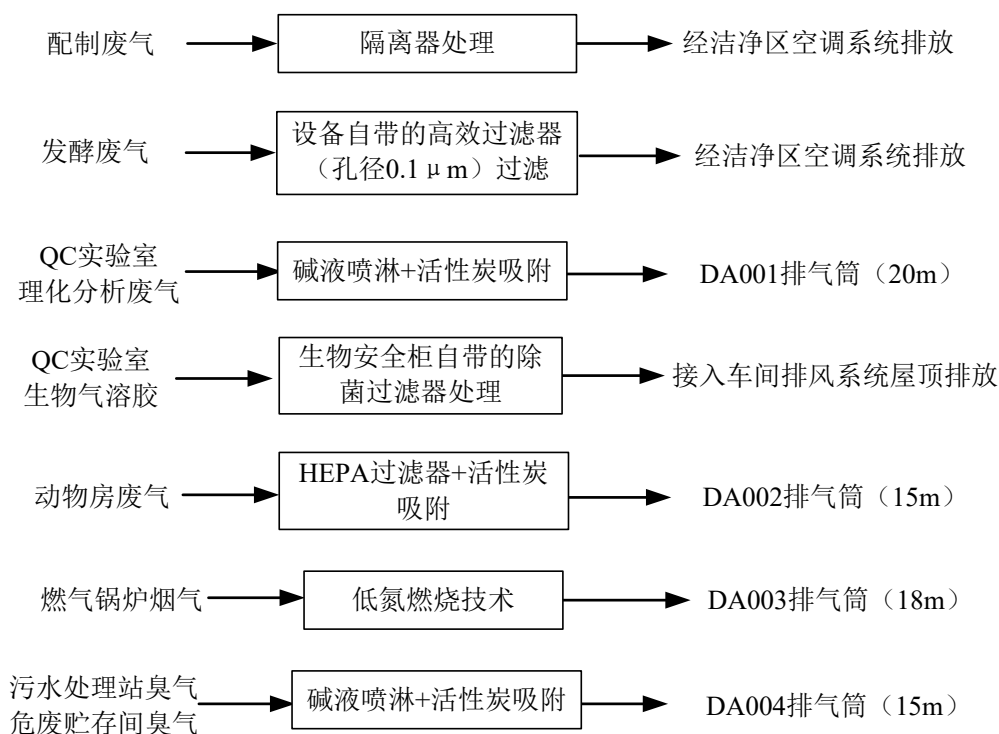 配制废气
隔离器处理
经洁净区空调系统排放
发酵废气
设备自带的高效过滤器
（孔径0.1μm）过滤
经洁净区空调系统排放
QC实验室
理化分析废气
碱液喷淋+活性炭吸附
DA001排气筒（20m）
QC实验室
生物气溶胶
生物安全柜自带的除
菌过滤器处理
接入车间排风系统屋顶排放
动物房废气
HEPA过滤器+活性炭
吸附
DA002排气筒（15m）
燃气锅炉烟气
低氮燃烧技术
DA003排气筒（18m）
污水处理站臭气
危废贮存间臭气
碱液喷淋+活性炭吸附
DA004排气筒（15m）